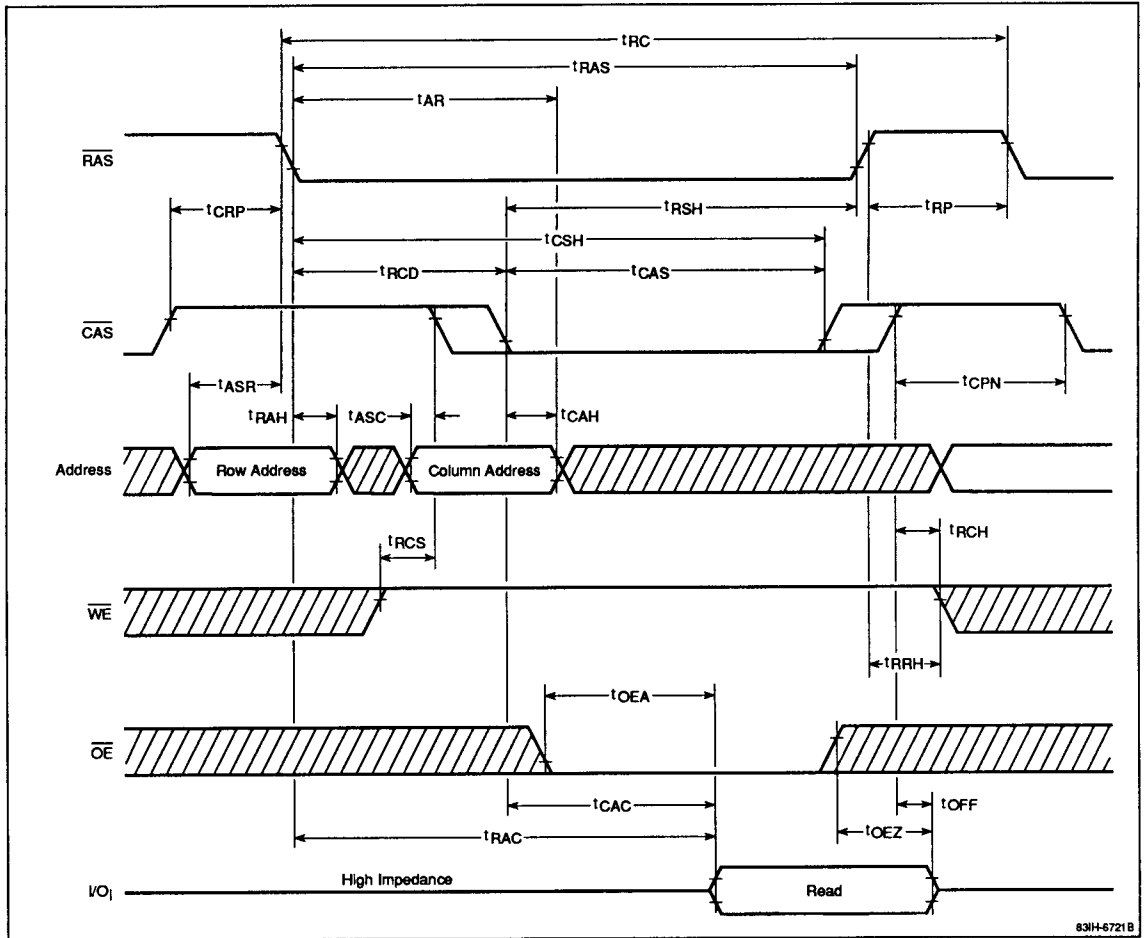 tRC
tRAS
tAR
RAS
tCRP
tRSH
tRP
tCSH
tRCD
tCAS
CAS
tASR
tCPN
tRAH
tASC
tCAH
Address
Row Address
Column Address
tRCS
tRCH
WE
tRRH
tOEA
OE
tCAC
tOFF
tRAC
tOEZ
High Impedance
I/Oi
Read
83IH-6721B